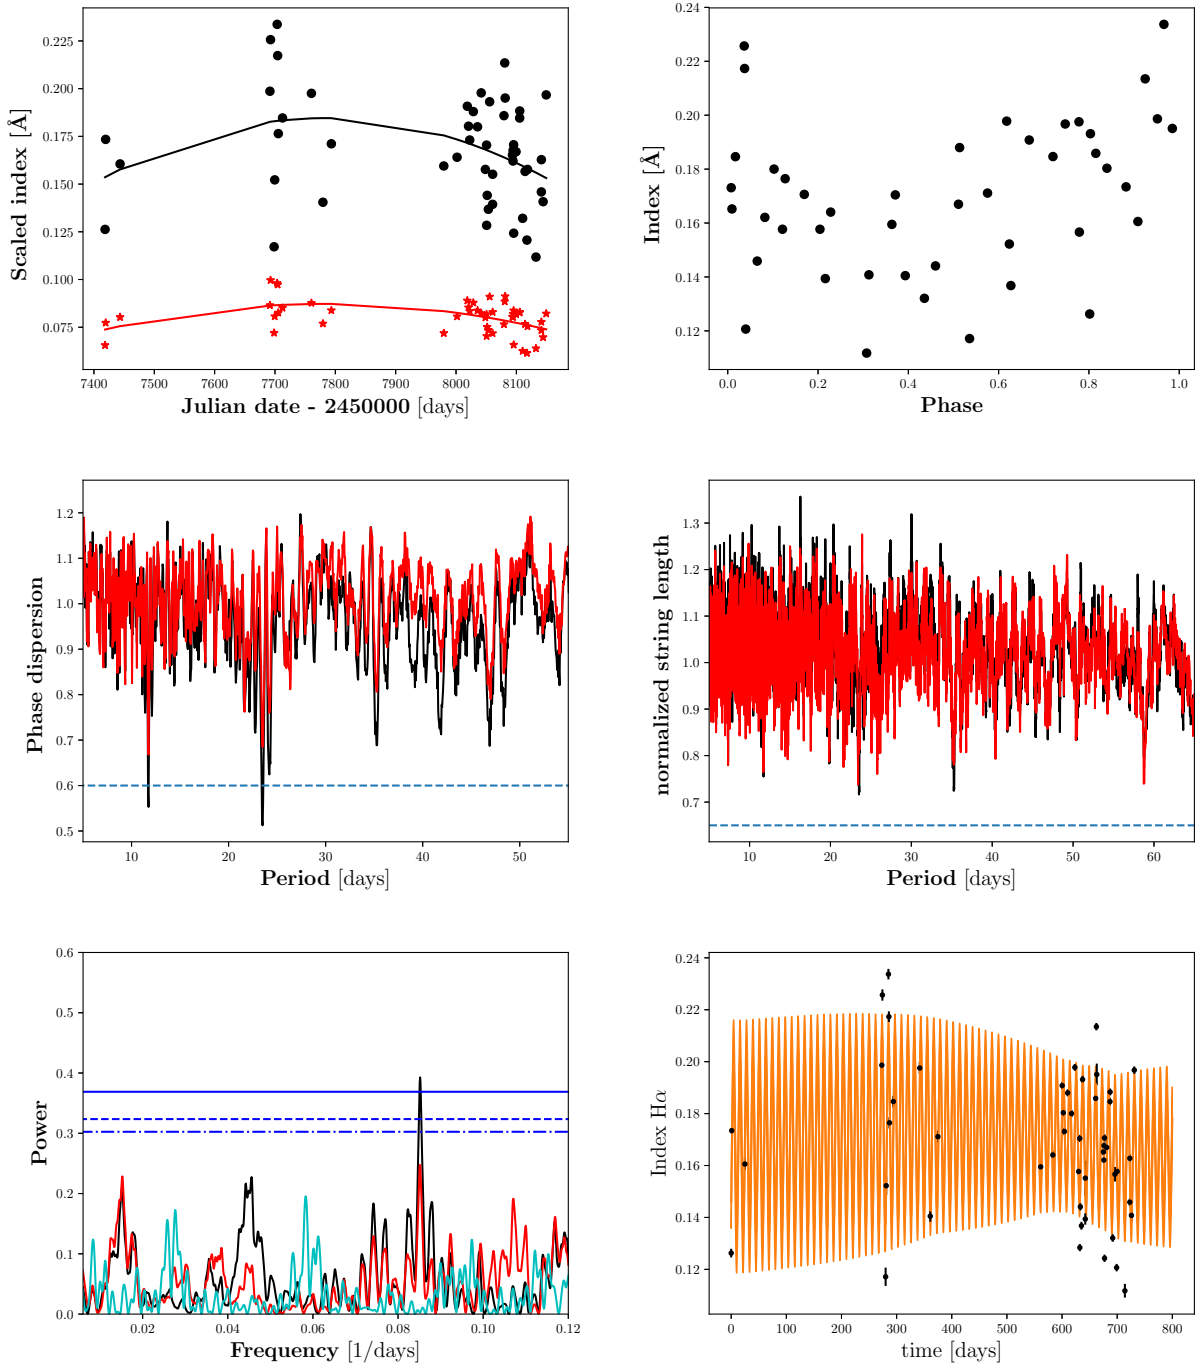 0.225
0.200
0.175
0.150
0.125
0.100
0.075
Scaled index [Å]
7400 7500 7600 7700 7800 7900 8000 8100
Julian date - 2450000 [days]
0.24
0.22
0.20
0.18
0.16
0.14
0.12
Index [Å]
0.0 0.2 0.4 0.6 0.8 1.0
Phase
1.2
1.1
1.0
0.9
0.8
0.7
0.6
0.5
Phase dispersion
10 20 30 40 50
Period [days]
1.3
1.2
1.1
1.0
0.9
0.8
0.7
normalized string length
10 20 30 40 50 60
Period [days]
0.6
0.5
0.4
0.3
0.2
0.1
0.0
Power
0.02 0.04 0.06 0.08 0.10 0.12
Frequency [1/days]
0.24
0.22
0.20
0.18
0.16
0.14
0.12
Index Hα
0 100 200 300 400 500 600 700 800
time [days]